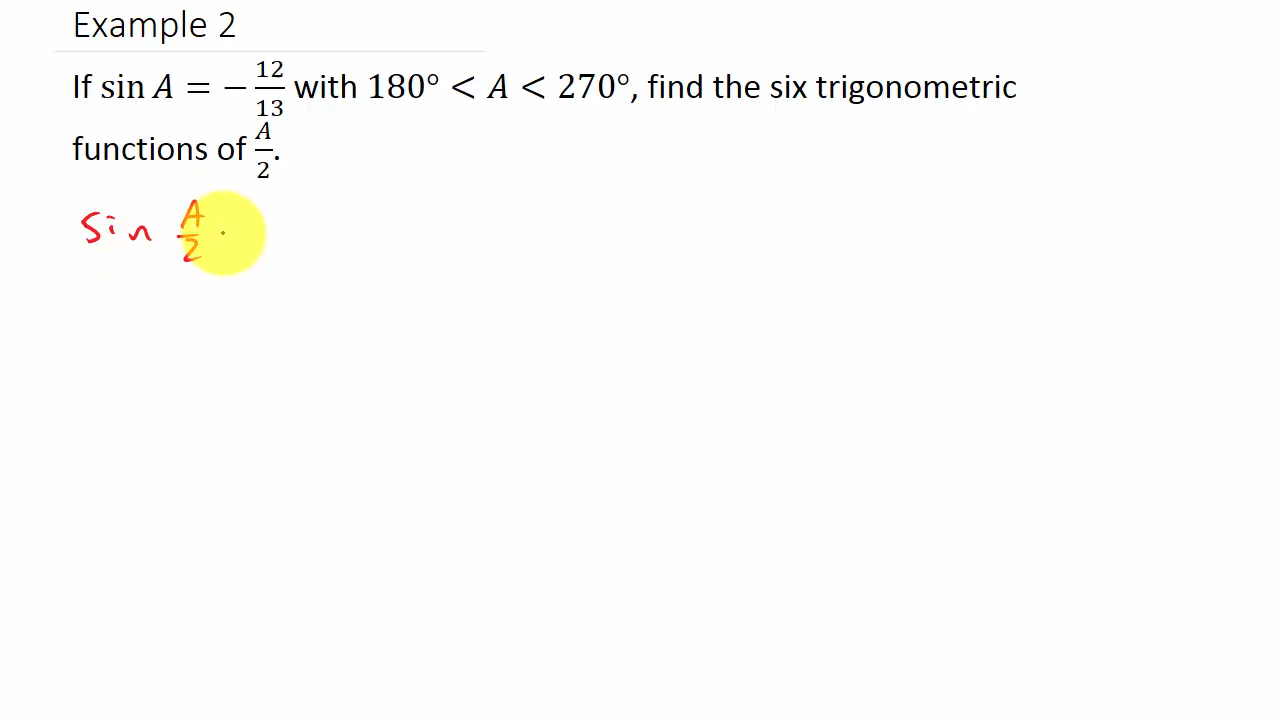 Example 2
If sin A = − 12/13 with 180° < A < 270°, find the six trigonometric
functions of A/2.
Sin A/2